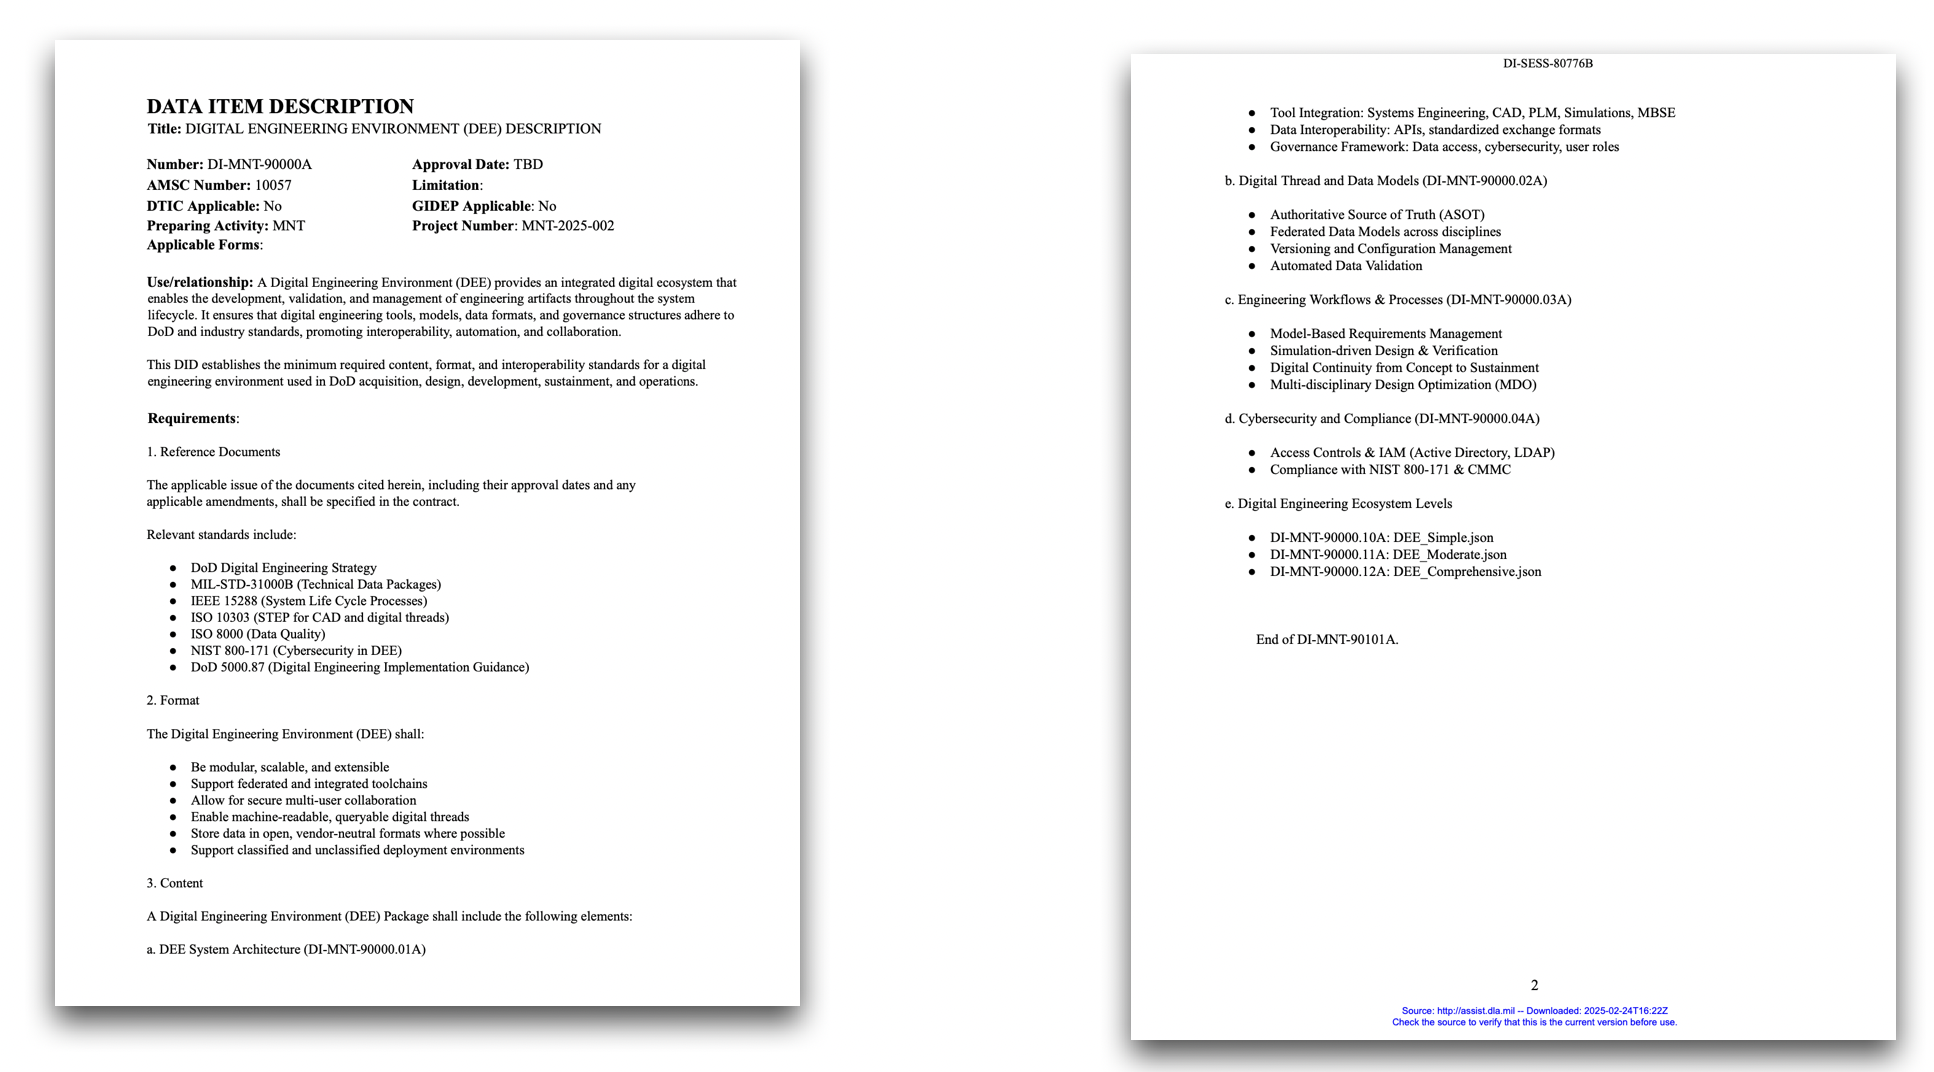 DATA ITEM DESCRIPTION
Title: DIGITAL ENGINEERING ENVIRONMENT (DEE) DESCRIPTION
Number: DI-MNT-90000A Approval Date: TBD
AMSC Number: 10057 Limitation:
DTIC Applicable: No GIDEP Applicable: No
Preparing Activity: MNT Project Number: MNT-2025-002
Applicable Forms:
Use/relationship: A Digital Engineering Environment (DEE) provides an integrated digital ecosystem that
enables the development, validation, and management of engineering artifacts throughout the system
lifecycle. It ensures that digital engineering tools, models, data formats, and governance structures adhere to
DoD and industry standards, promoting interoperability, automation, and collaboration.
This DID establishes the minimum required content, format, and interoperability standards for a digital
engineering environment used in DoD acquisition, design, development, sustainment, and operations.
Requirements:
1. Reference Documents
The applicable issue of the documents cited herein, including their approval dates and any
applicable amendments, shall be specified in the contract.
Relevant standards include:
● DoD Digital Engineering Strategy
● MIL-STD-31000B (Technical Data Packages)
● IEEE 15288 (System Life Cycle Processes)
● ISO 10303 (STEP for CAD and digital threads)
● ISO 8000 (Data Quality)
● NIST 800-171 (Cybersecurity in DEE)
● DoD 5000.87 (Digital Engineering Implementation Guidance)
2. Format
The Digital Engineering Environment (DEE) shall:
● Be modular, scalable, and extensible
● Support federated and integrated toolchains
● Allow for secure multi-user collaboration
● Enable machine-readable, queryable digital threads
● Store data in open, vendor-neutral formats where possible
● Support classified and unclassified deployment environments
3. Content
A Digital Engineering Environment (DEE) Package shall include the following elements:
a. DEE System Architecture (DI-MNT-90000.01A)
DI-SESS-80776B
● Tool Integration: Systems Engineering, CAD, PLM, Simulations, MBSE
● Data Interoperability: APIs, standardized exchange formats
● Governance Framework: Data access, cybersecurity, user roles
b. Digital Thread and Data Models (DI-MNT-90000.02A)
● Authoritative Source of Truth (ASOT)
● Federated Data Models across disciplines
● Versioning and Configuration Management
● Automated Data Validation
c. Engineering Workflows & Processes (DI-MNT-90000.03A)
● Model-Based Requirements Management
● Simulation-driven Design & Verification
● Digital Continuity from Concept to Sustainment
● Multi-disciplinary Design Optimization (MDO)
d. Cybersecurity and Compliance (DI-MNT-90000.04A)
● Access Controls & IAM (Active Directory, LDAP)
● Compliance with NIST 800-171 & CMMC
e. Digital Engineering Ecosystem Levels
● DI-MNT-90000.10A: DEE_Simple.json
● DI-MNT-90000.11A: DEE_Moderate.json
● DI-MNT-90000.12A: DEE_Comprehensive.json
End of DI-MNT-90101A.
2
Source: http://assist.dla.mil -- Downloaded: 2025-02-24T16:22Z
Check the source to verify that this is the current version before use.